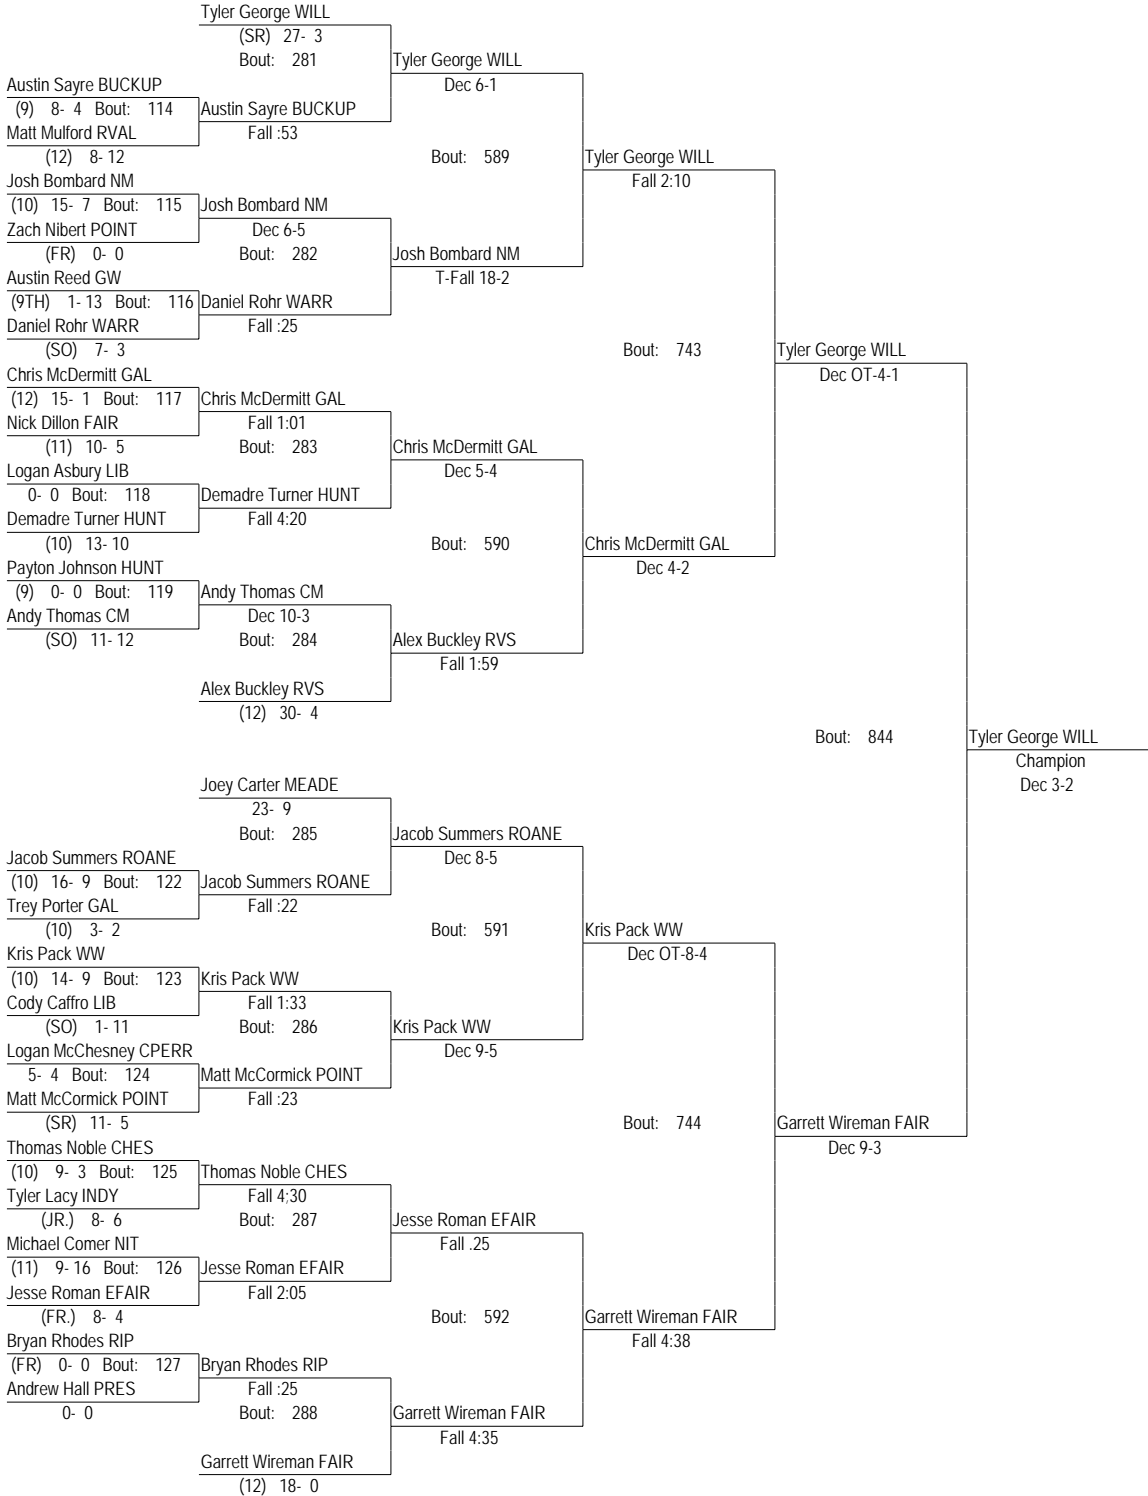 Tyler George WILL
(SR) 27- 3
Bout: 281
Tyler George WILL
Dec 6-1
Austin Sayre BUCKUP
(9) 8- 4 Bout: 114
Austin Sayre BUCKUP
Matt Mulford RVAL
Fall :53
(12) 8- 12
Bout: 589
Tyler George WILL
Fall 2:10
Josh Bombard NM
(10) 15- 7 Bout: 115
Josh Bombard NM
Zach Nibert POINT
Dec 6-5
(FR) 0- 0
Bout: 282
Josh Bombard NM
T-Fall 18-2
Austin Reed GW
(9TH) 1- 13 Bout: 116
Daniel Rohr WARR
Daniel Rohr WARR
Fall :25
(SO) 7- 3
Bout: 743
Tyler George WILL
Dec OT-4-1
Chris McDermitt GAL
(12) 15- 1 Bout: 117
Chris McDermitt GAL
Nick Dillon FAIR
Fall 1:01
(11) 10- 5
Bout: 283
Chris McDermitt GAL
Dec 5-4
Logan Asbury LIB
0- 0 Bout: 118
Demadre Turner HUNT
Demadre Turner HUNT
Fall 4:20
(10) 13- 10
Bout: 590
Chris McDermitt GAL
Dec 4-2
Payton Johnson HUNT
(9) 0- 0 Bout: 119
Andy Thomas CM
Andy Thomas CM
Dec 10-3
(SO) 11- 12
Bout: 284
Alex Buckley RVS
Fall 1:59
Alex Buckley RVS
(12) 30- 4
Bout: 844
Tyler George WILL
Champion
Dec 3-2
Joey Carter MEADE
23- 9
Bout: 285
Jacob Summers ROANE
Dec 8-5
Jacob Summers ROANE
(10) 16- 9 Bout: 122
Jacob Summers ROANE
Trey Porter GAL
Fall :22
(10) 3- 2
Bout: 591
Kris Pack WW
Dec OT-8-4
Kris Pack WW
(10) 14- 9 Bout: 123
Kris Pack WW
Cody Caffro LIB
Fall 1:33
(SO) 1- 11
Bout: 286
Kris Pack WW
Dec 9-5
Logan McChesney CPERR
5- 4 Bout: 124
Matt McCormick POINT
Matt McCormick POINT
Fall :23
(SR) 11- 5
Bout: 744
Garrett Wireman FAIR
Dec 9-3
Thomas Noble CHES
(10) 9- 3 Bout: 125
Thomas Noble CHES
Tyler Lacy INDY
Fall 4;30
(JR.) 8- 6
Bout: 287
Jesse Roman EFAIR
Fall .25
Michael Comer NIT
(11) 9- 16 Bout: 126
Jesse Roman EFAIR
Jesse Roman EFAIR
Fall 2:05
(FR.) 8- 4
Bout: 592
Garrett Wireman FAIR
Fall 4:38
Bryan Rhodes RIP
(FR) 0- 0 Bout: 127
Bryan Rhodes RIP
Andrew Hall PRES
Fall :25
0- 0
Bout: 288
Garrett Wireman FAIR
Fall 4:35
Garrett Wireman FAIR
(12) 18- 0